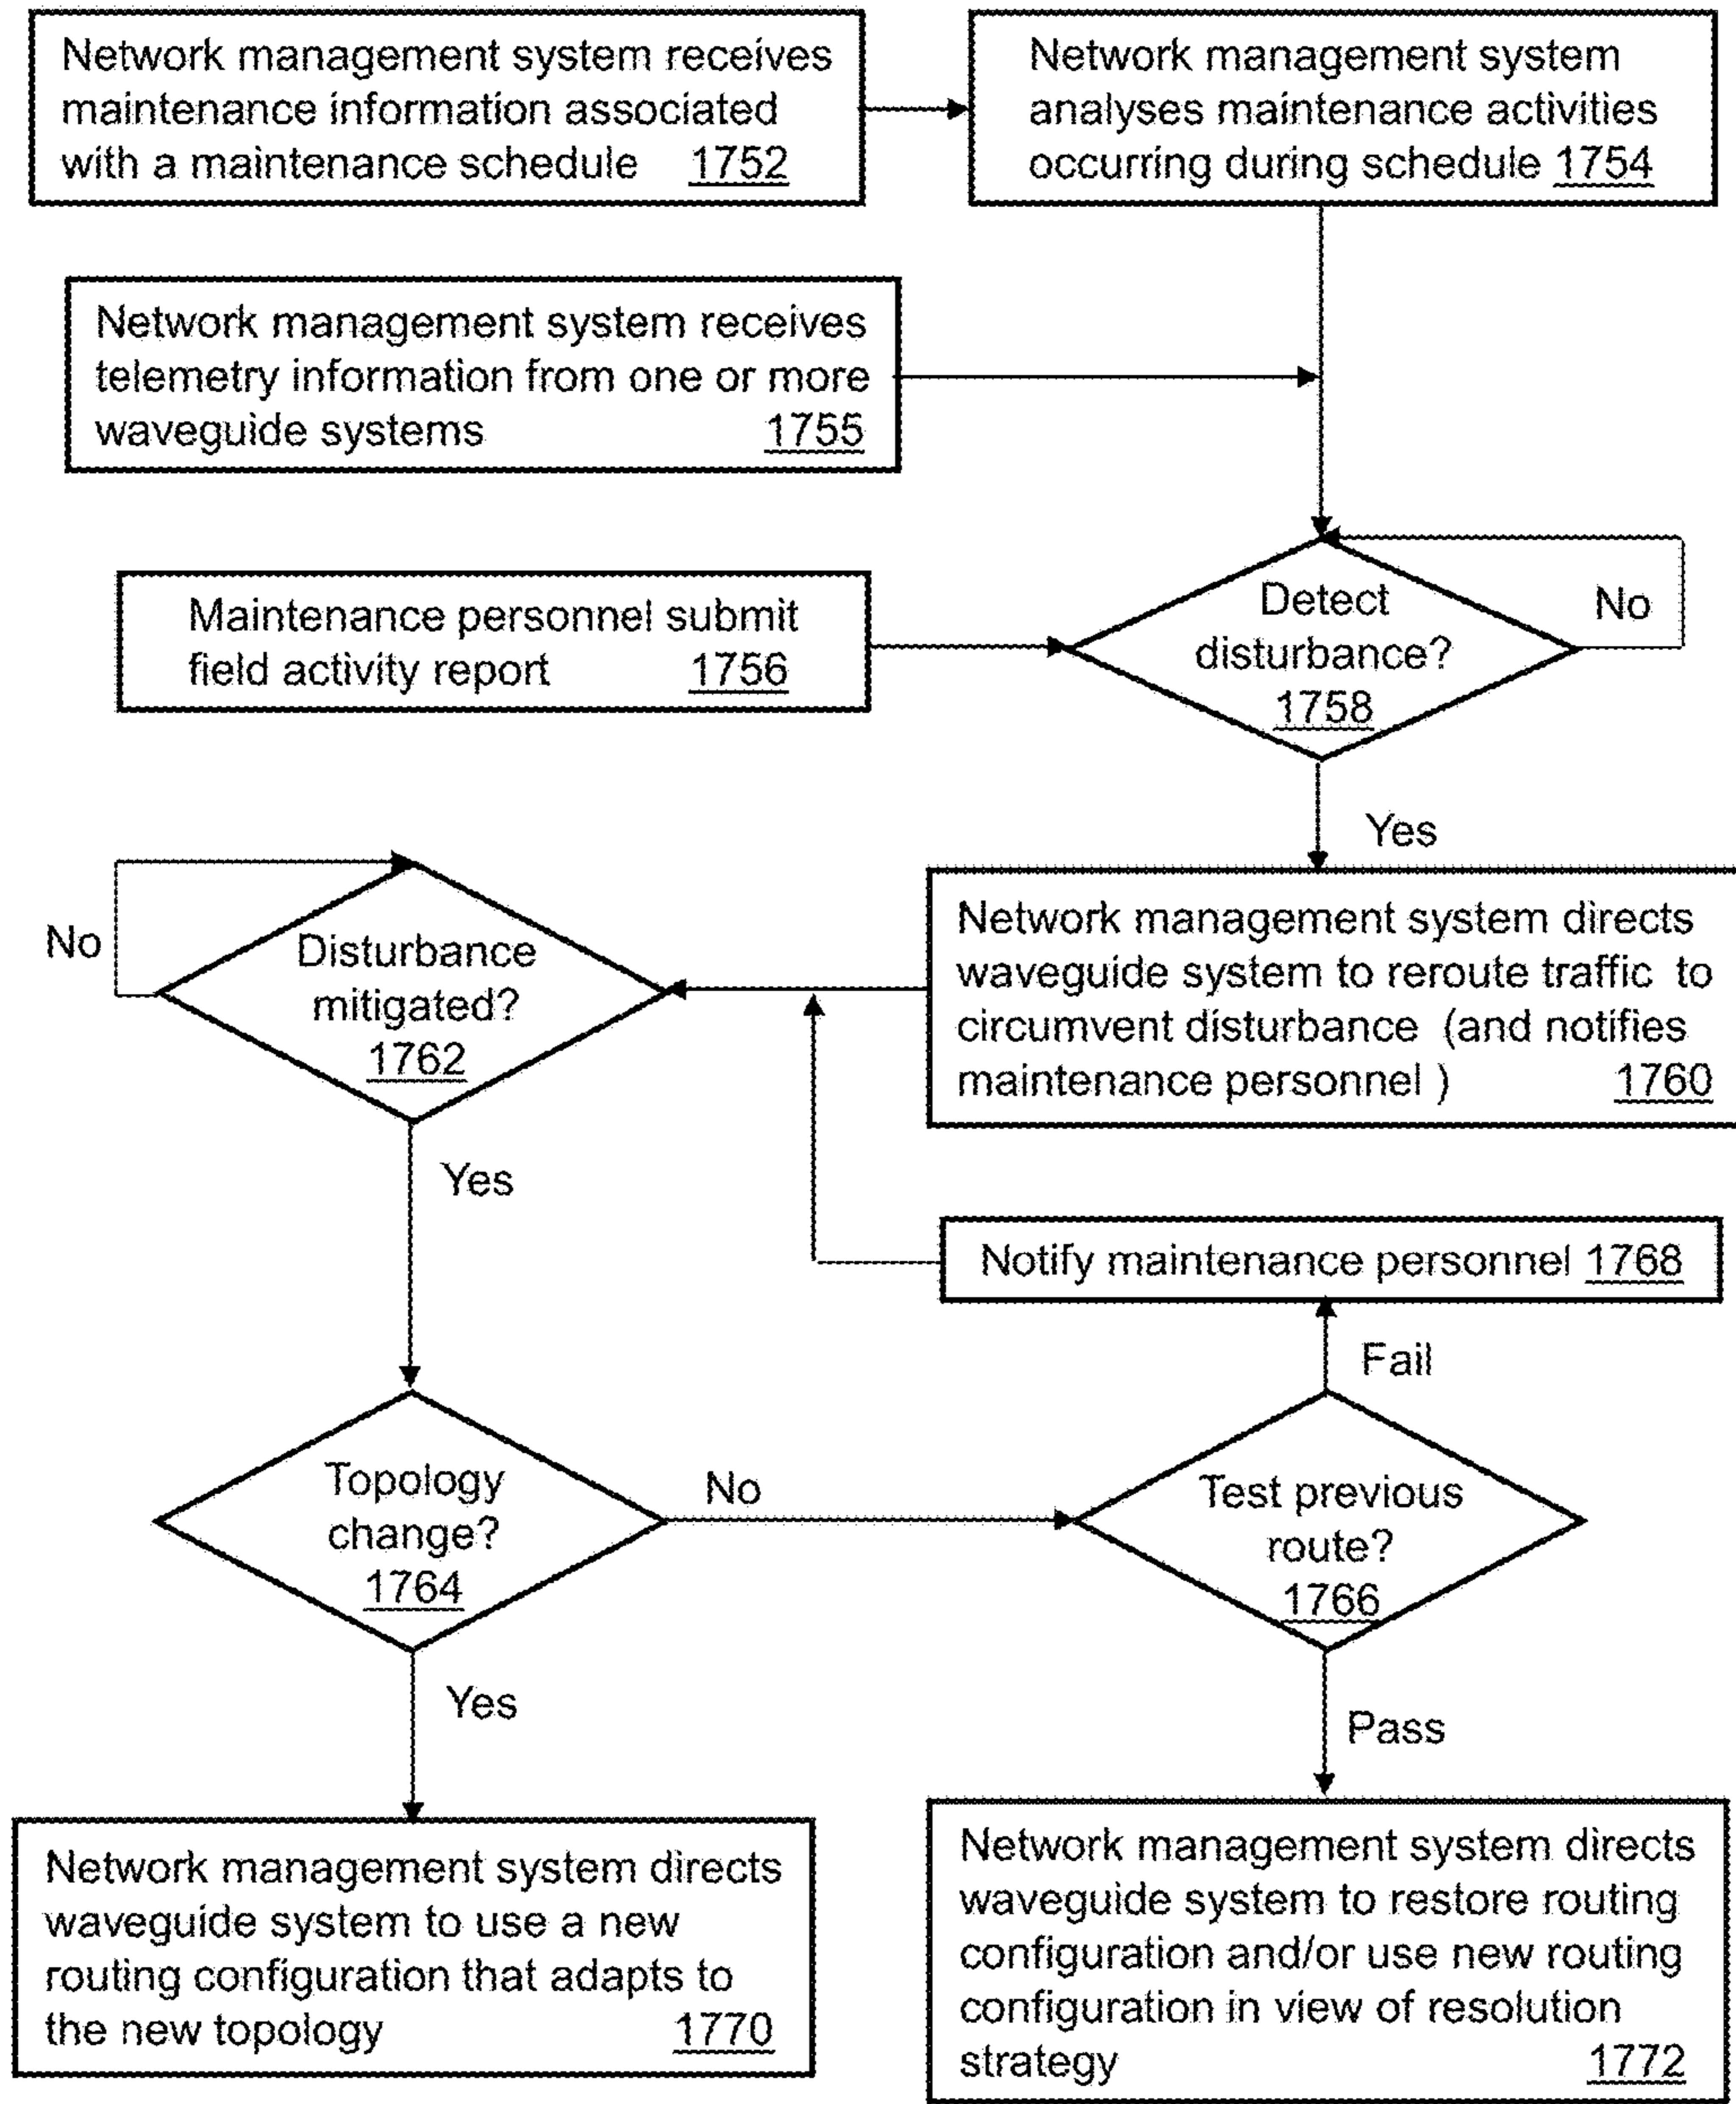 Network management system receives
maintenance information associated
with a maintenance schedule 1752
Network management system
analyses maintenance activities
occurring during schedule 1754
Network management system receives
telemetry information from one or more
waveguide systems 1755
Maintenance personnel submit
field activity report 1756
Detect
disturbance?
1758
No
Yes
Network management system directs
waveguide system to reroute traffic to
circumvent disturbance (and notifies
maintenance personnel ) 1760
No
Disturbance
mitigated?
1762
Yes
Notify maintenance personnel 1768
Fail
Topology
change?
1764
No
Test previous
route?
1766
Yes
Pass
Network management system directs
waveguide system to use a new
routing configuration that adapts to
the new topology 1770
Network management system directs
waveguide system to restore routing
configuration and/or use new routing
configuration in view of resolution
strategy 1772